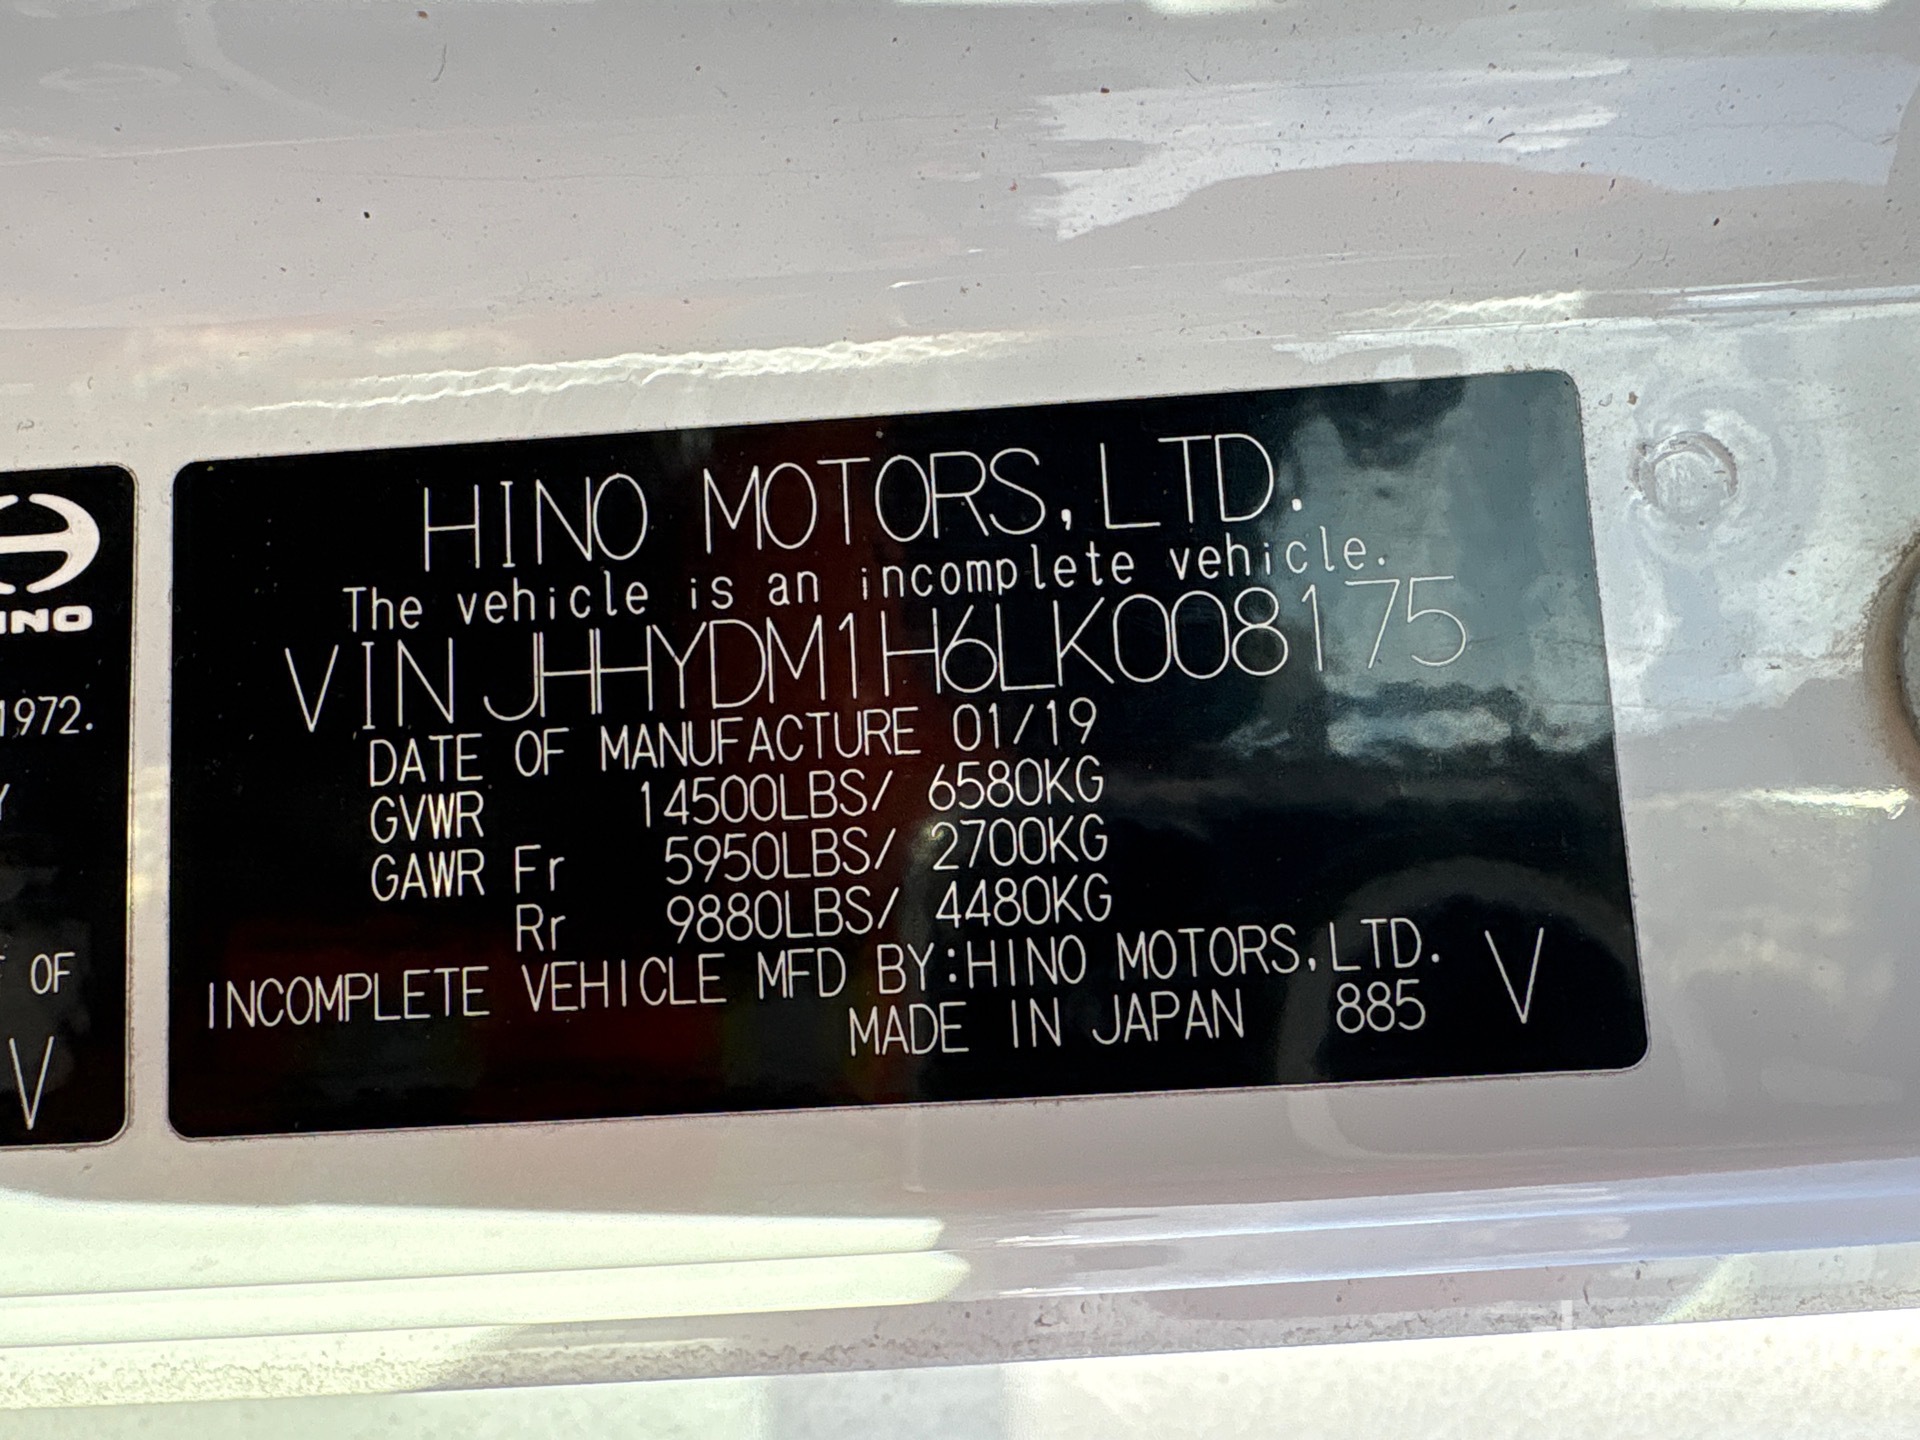 HINO MOTORS, LTD.
The vehicle is an incomplete vehicle.
VIN JHHYDM1H6LK008175
DATE OF MANUFACTURE 01/19
GVWR 14500LBS/ 6580KG
GAWR Fr 5950LBS/ 2700KG
Rr 9880LBS/ 4480KG
INCOMPLETE VEHICLE MFD BY:HINO MOTORS, LTD.
MADE IN JAPAN 885 V
1972.
OF
V